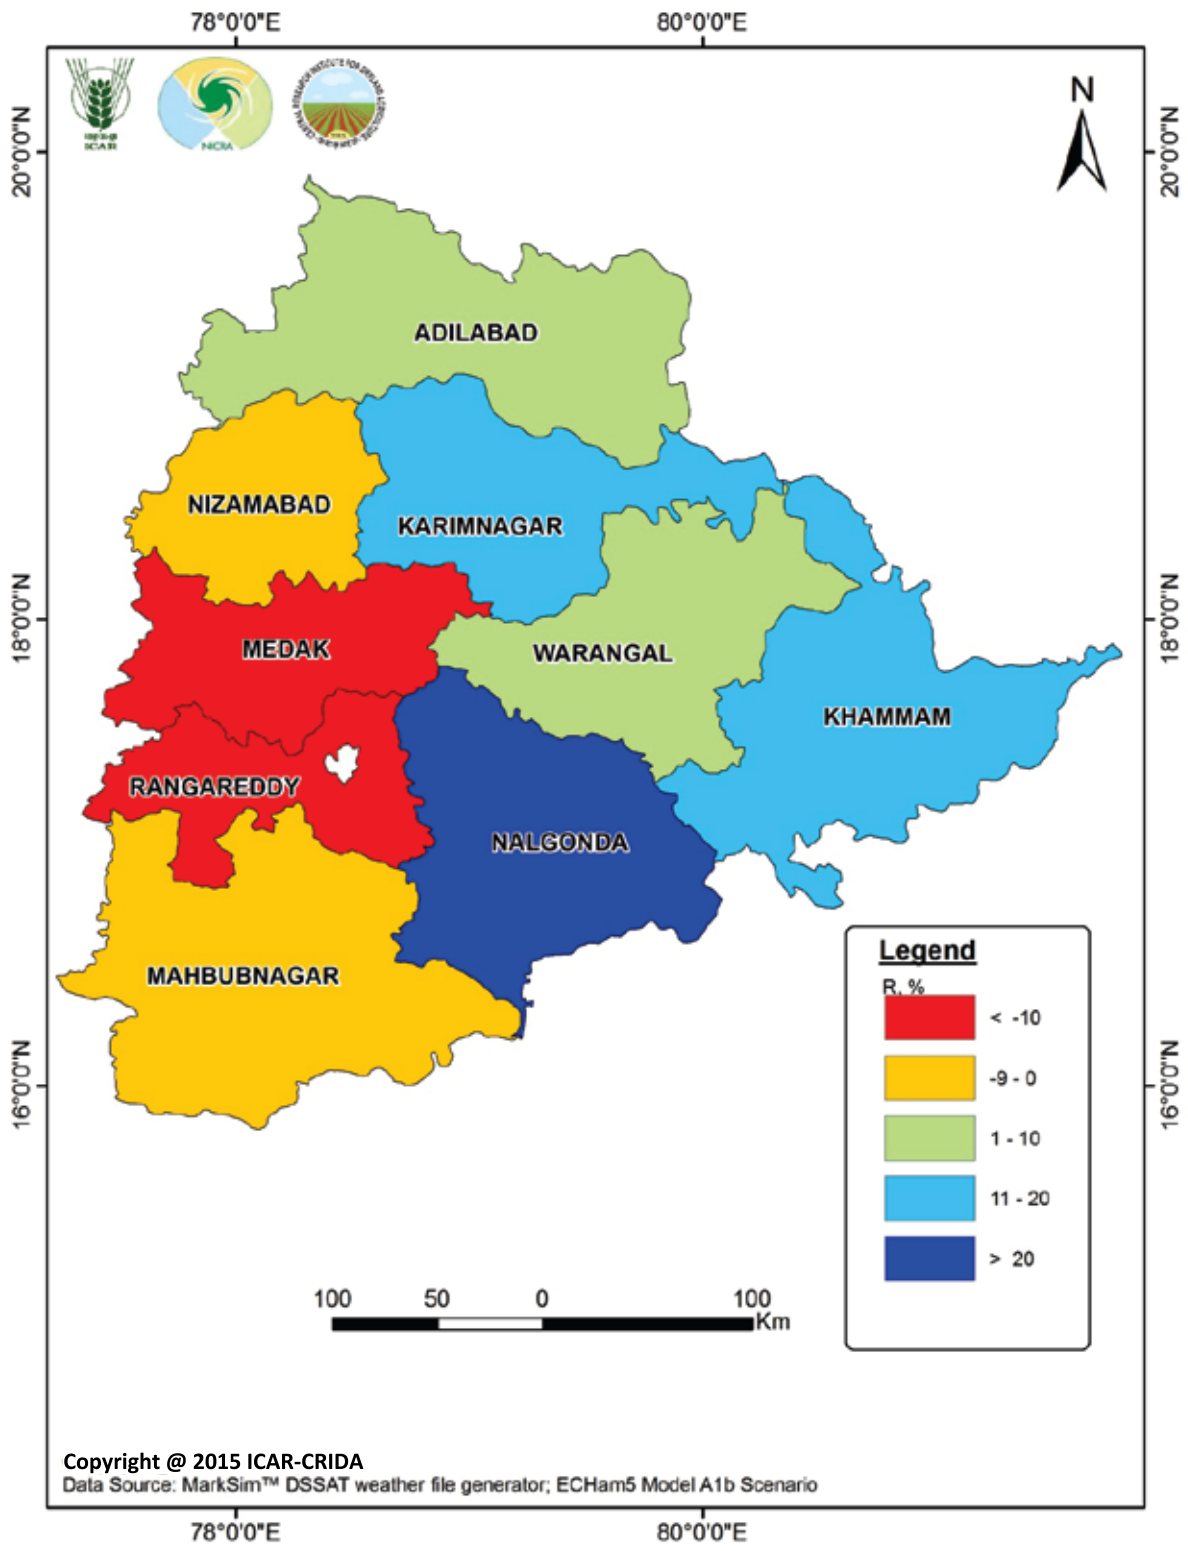 78°0'0"E 80°0'0"E
20°0'0"N 20°0'0"N
ICAR
NICRA
N
ADILABAD
NIZAMABAD
KARIMNAGAR
18°0'0"N 18°0'0"N
MEDAK
WARANGAL
KHAMMAM
RANGAREDDY
NALGONDA
MAHBUBNAGAR
16°0'0"N 16°0'0"N
Legend
R, %
< -10
-9 - 0
1 - 10
11 - 20
> 20
100 50 0 100
Km
Copyright @ 2015 ICAR-CRIDA
Data Source: MarkSim™ DSSAT weather file generator; ECHam5 Model A1b Scenario
78°0'0"E 80°0'0"E